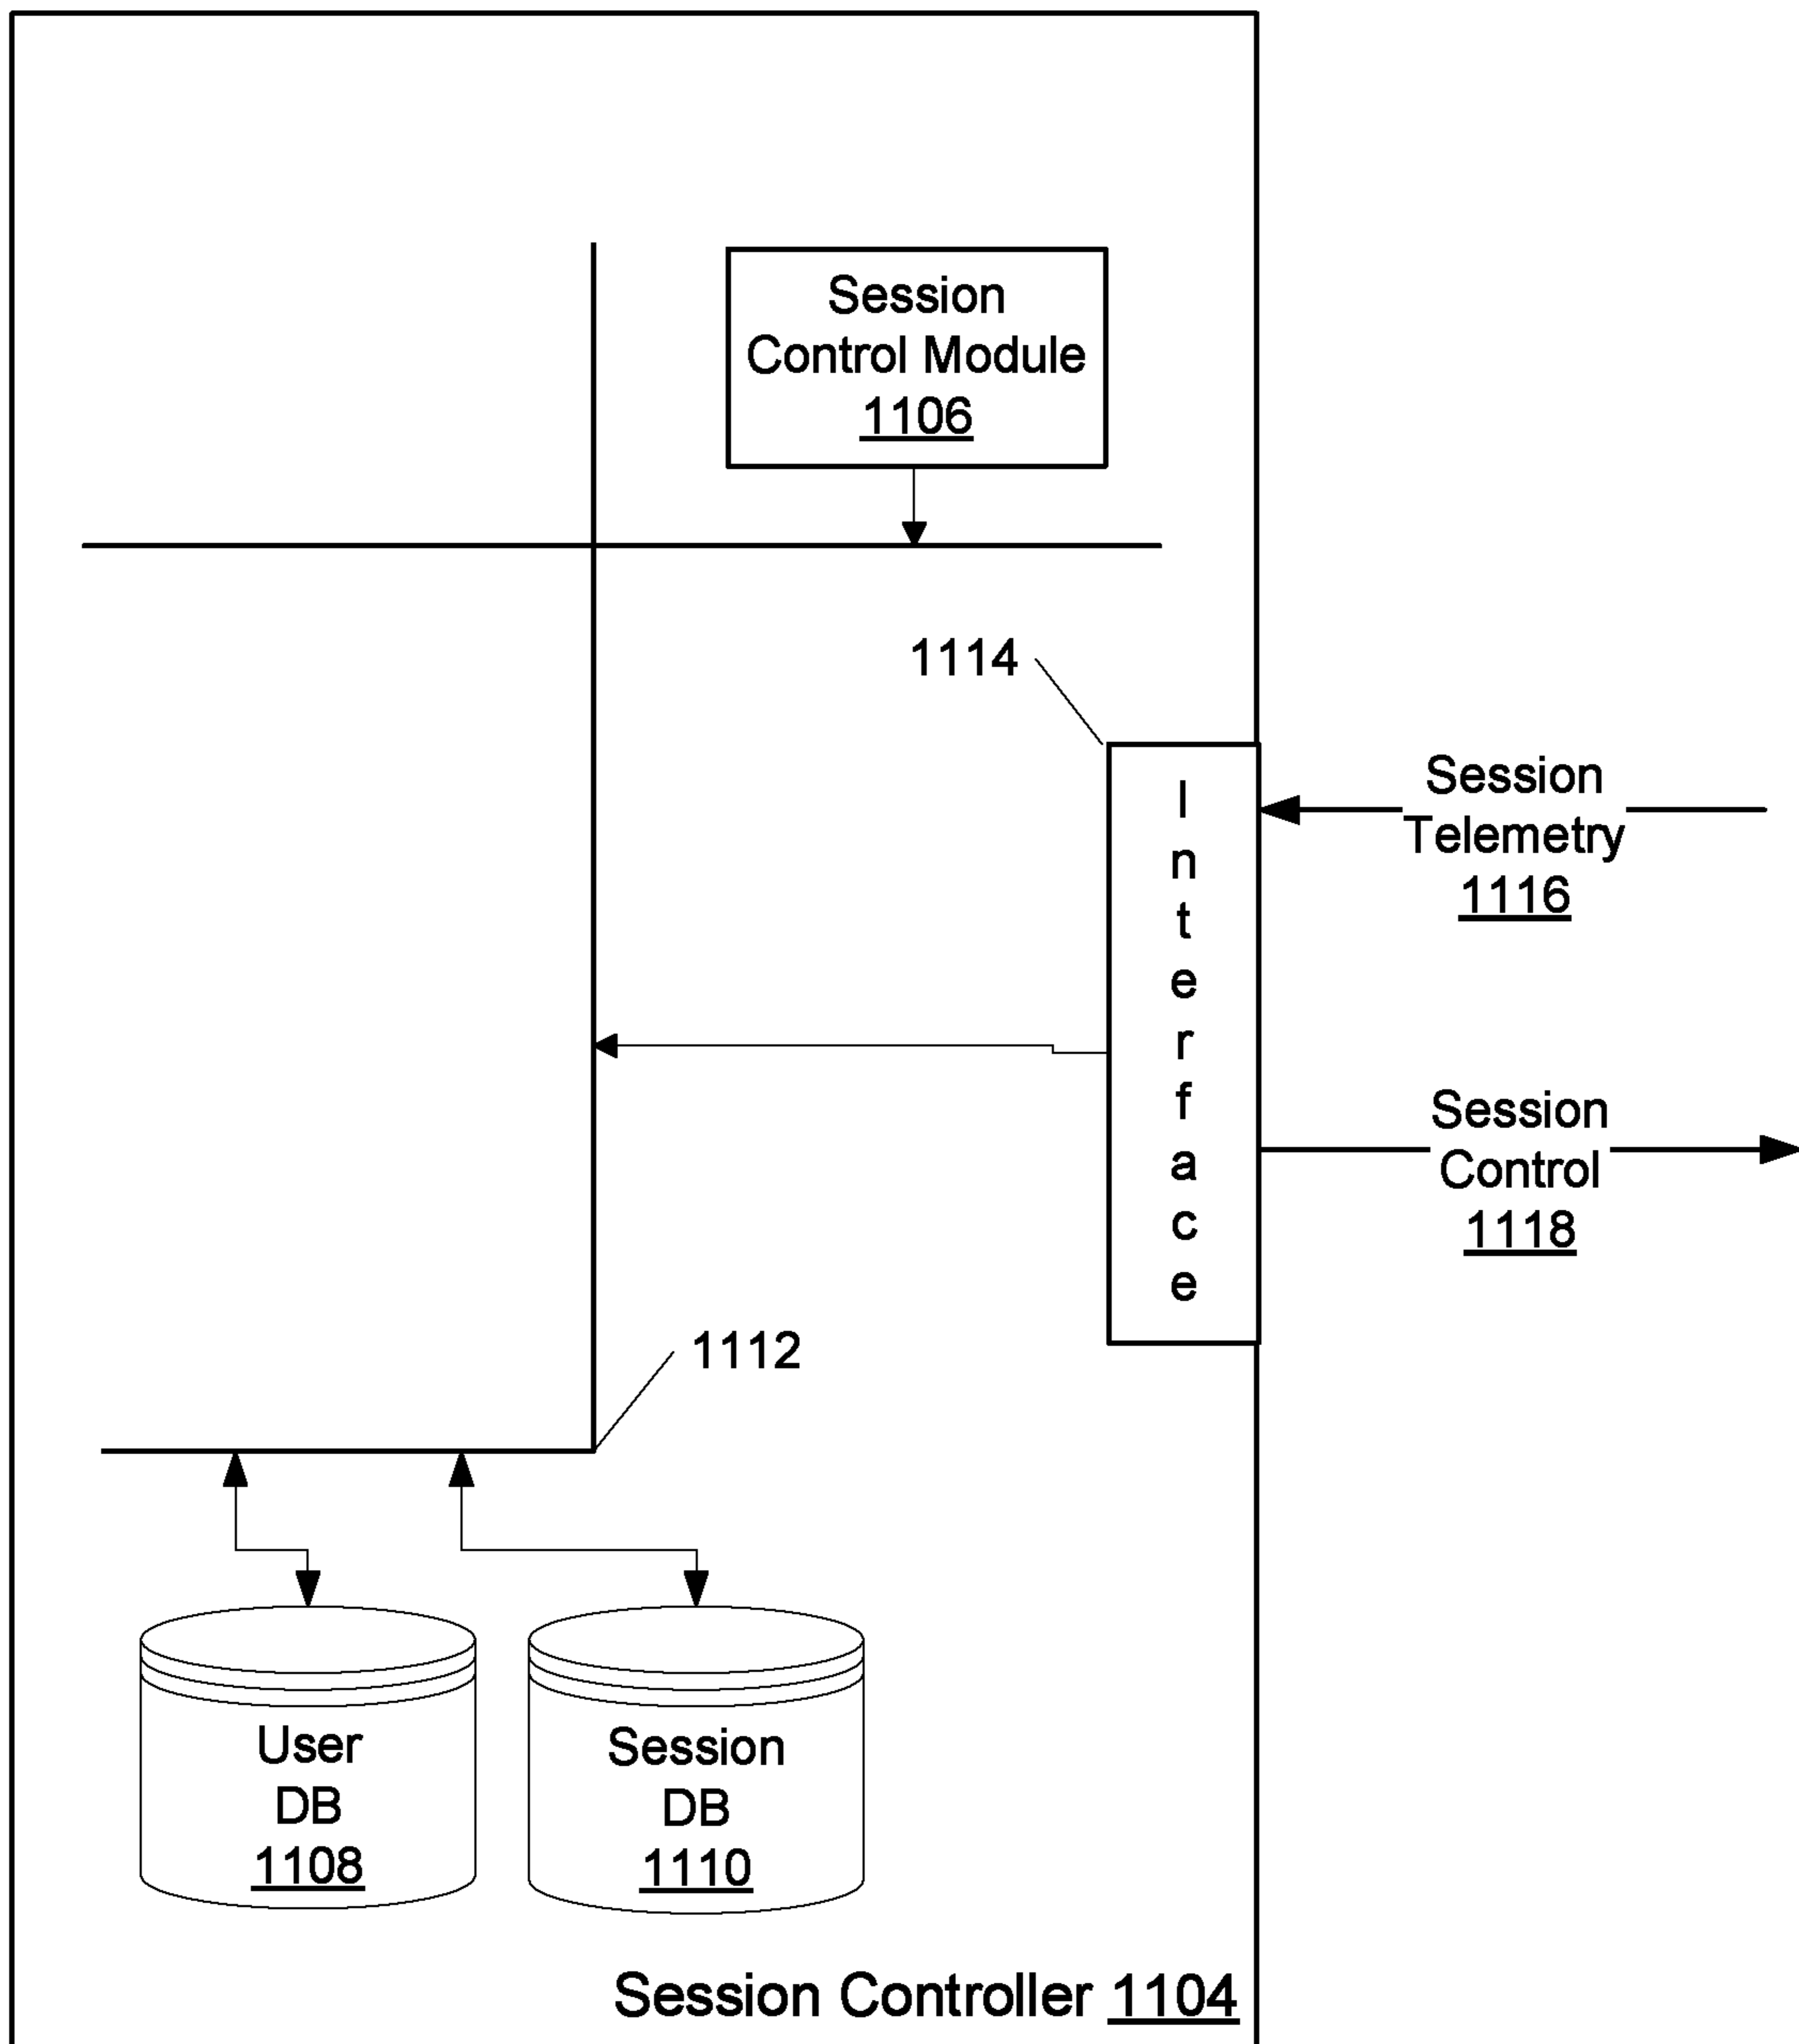 Session
Control Module
1106
1114
Interface
Session
Telemetry
1116
Session
Control
1118
1112
User
DB
1108
Session
DB
1110
Session Controller 1104